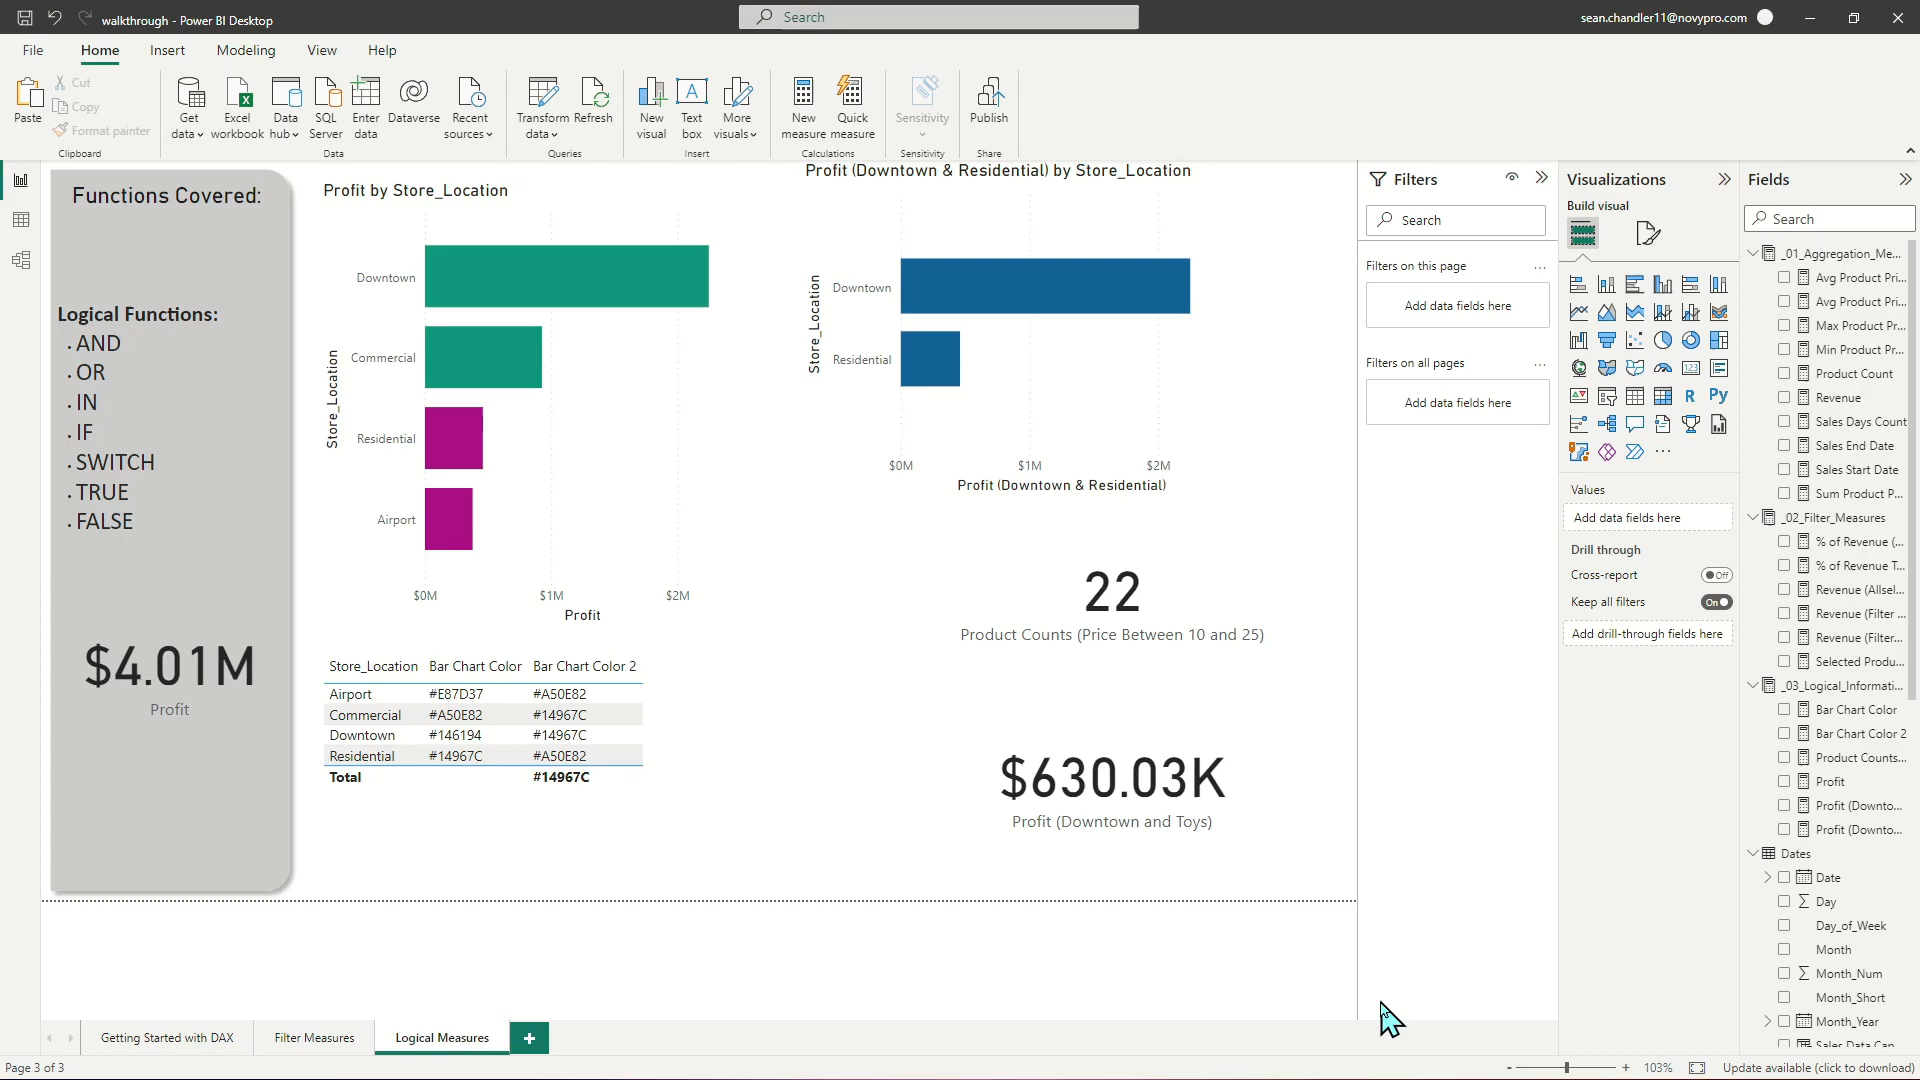 walkthrough - Power BI Desktop
Search
sean.chandler11@novypro.com
File
Home
Insert
Modeling
View
Help
Paste
Cut
Copy
Format painter
Clipboard
Get data
Excel workbook
Data hub
SQL Server
Enter data
Dataverse
Recent sources
Data
Transform data
Refresh
Queries
New visual
Text box
More visuals
Insert
New measure
Quick measure
Calculations
Sensitivity
Sensitivity
Publish
Share
Functions Covered:
Logical Functions:
. AND
. OR
. IN
. IF
. SWITCH
. TRUE
. FALSE
$4.01M
Profit
Profit by Store_Location
Store_Location
Downtown
Commercial
Residential
Airport
$0M $1M $2M
Profit
Store_Location Bar Chart Color Bar Chart Color 2
Airport #E87D37 #A50E82
Commercial #A50E82 #14967C
Downtown #146194 #14967C
Residential #14967C #A50E82
Total #14967C
Profit (Downtown & Residential) by Store_Location
Store_Location
Downtown
Residential
$0M $1M $2M
Profit (Downtown & Residential)
22
Product Counts (Price Between 10 and 25)
$630.03K
Profit (Downtown and Toys)
Filters
Search
Filters on this page
...
Add data fields here
Filters on all pages
...
Add data fields here
Visualizations
Build visual
123
R
Py
...
Values
Add data fields here
Drill through
Cross-report
Off
Keep all filters
On
Add drill-through fields here
Fields
Search
_01_Aggregation_Me...
Avg Product Pri...
Avg Product Pri...
Max Product Pr...
Min Product Pr...
Product Count
Revenue
Sales Days Count
Sales End Date
Sales Start Date
Sum Product P...
_02_Filter_Measures
% of Revenue (...
% of Revenue T...
Revenue (Allsel...
Revenue (Filter ...
Revenue (Filter...
Selected Produ...
_03_Logical_Informati...
Bar Chart Color
Bar Chart Color 2
Product Counts...
Profit
Profit (Downto...
Profit (Downto...
Dates
Date
Day
Day_of_Week
Month
Month_Num
Month_Short
Month_Year
Getting Started with DAX
Filter Measures
Logical Measures
+
Page 3 of 3
- + 103%
Update available (click to download)